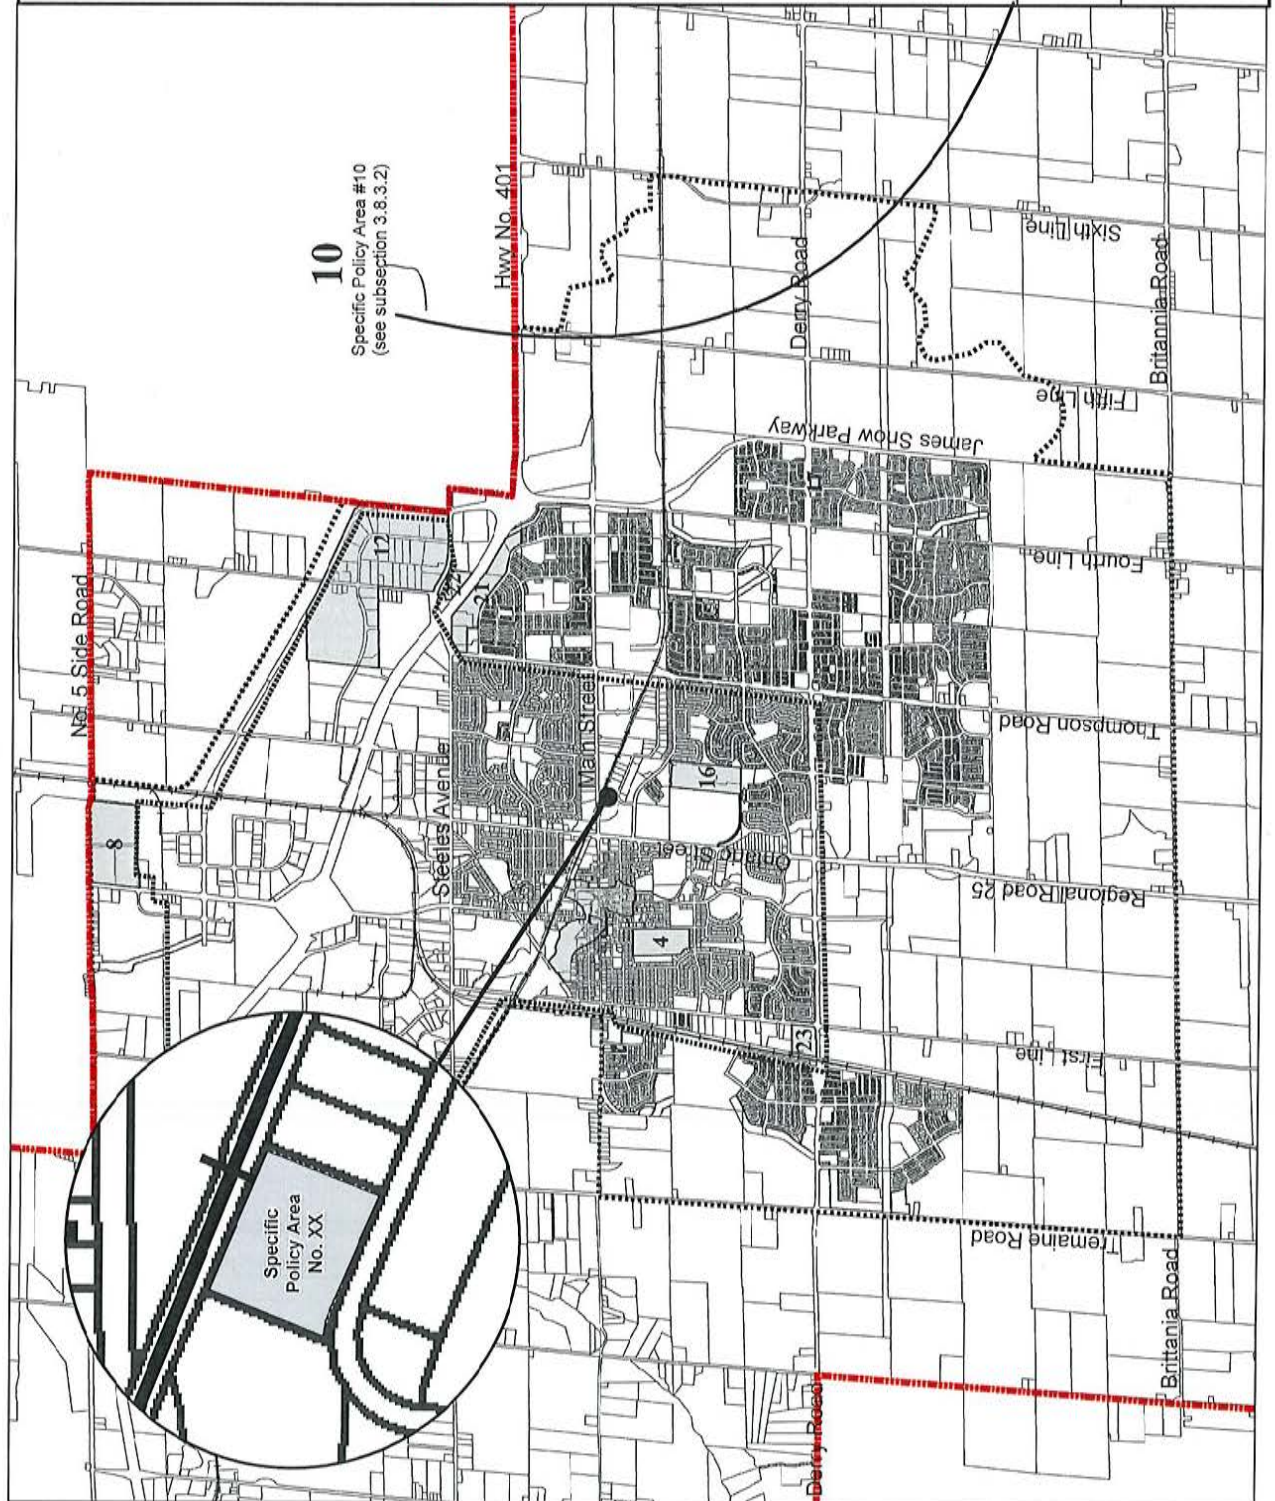 10
Specific Policy Area #10
(see subsection 3.8.3.2)
Hwy No. 401
No. 5 Side Road
Steeles Avenue
Main Street
Derry Road
Britannia Road
Sixth Line
Fifth Line
James Snow Parkway
Fourth Line
Thompson Road
Ontario Street S
Regional Road 25
First Line
Tremaine Road
Brittania Road
Derry Road
12
22
21
8
16
4
23
Specific
Policy Area
No. XX